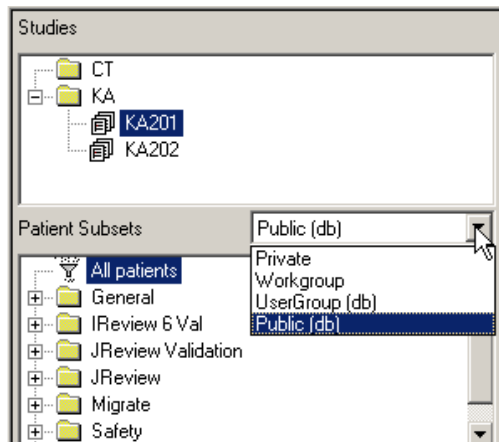 Studies
CT
KA
KA201
KA202
Patient Subsets
Public (db)
Private
Workgroup
UserGroup (db)
Public (db)
All patients
General
IReview 6 Val
JReview Validation
JReview
Migrate
Safety